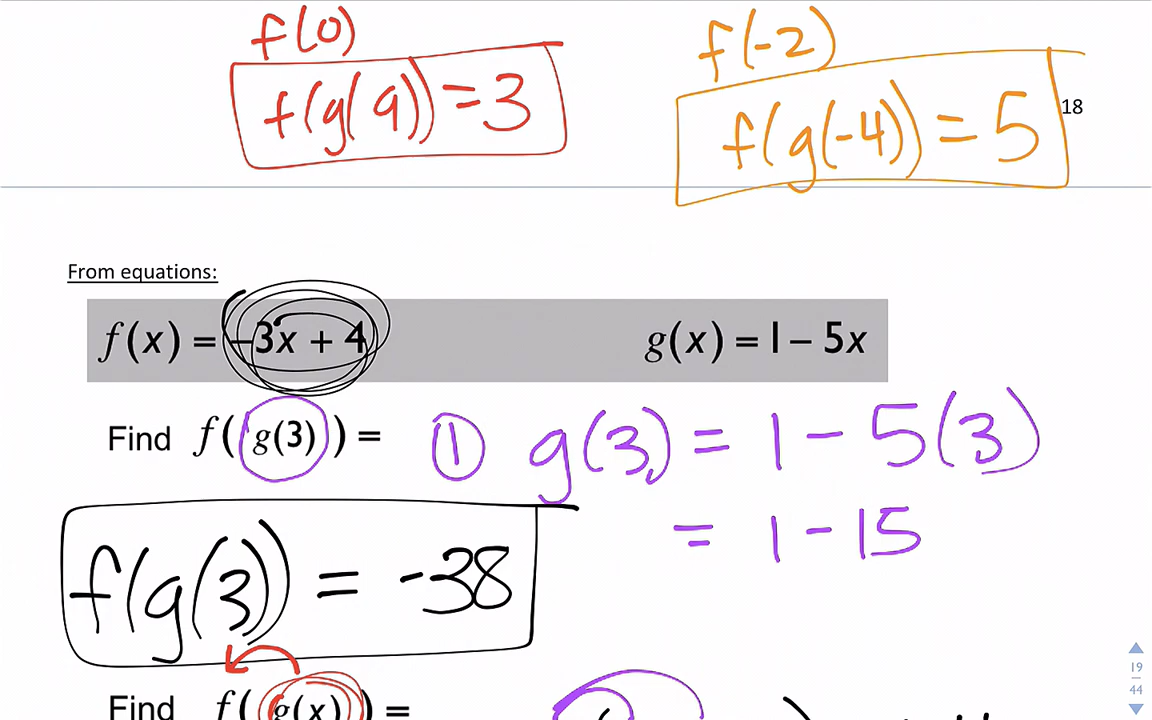 f(0) f(-2)
f(g(9)) = 3 f(g(-4)) = 5 18
From equations:
f(x) = -3x + 4 g(x) = 1 – 5x
Find f( g(3) ) = ① g(3) = 1 - 5(3)
= 1 - 15
f(g(3)) = -38
Find f( g(x) ) =
19
44